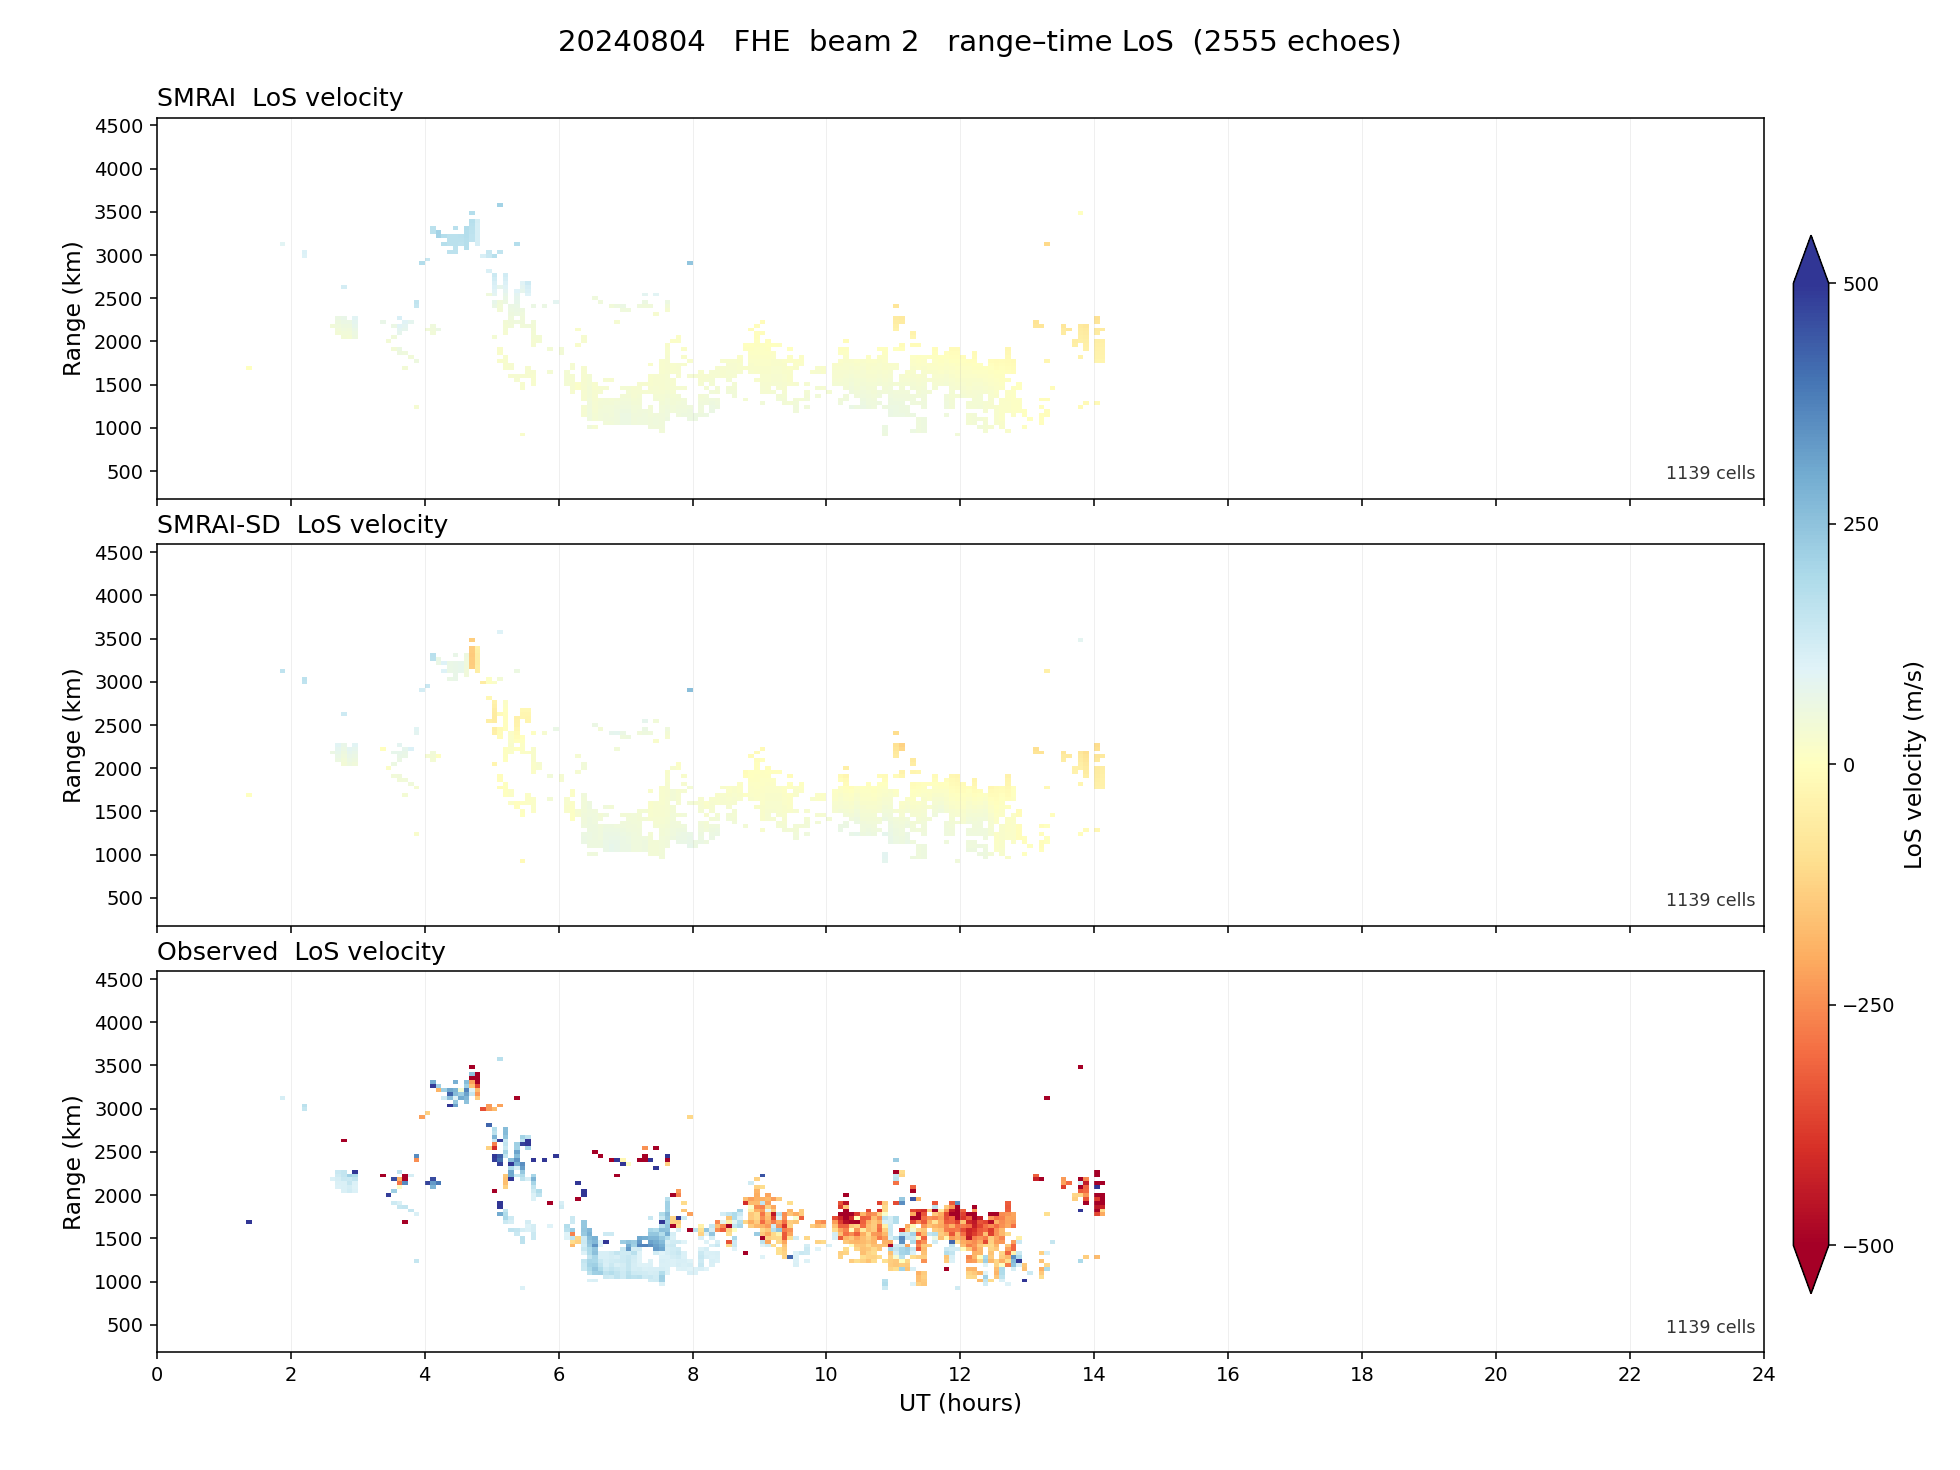 20240804   FHE  beam 2   range–time LoS  (2555 echoes)
SMRAI  LoS velocity
4500
4000
3500
3000
2500
2000
1500
1000
500
Range (km)
1139 cells
SMRAI-SD  LoS velocity
4500
4000
3500
3000
2500
2000
1500
1000
500
Range (km)
1139 cells
Observed  LoS velocity
4500
4000
3500
3000
2500
2000
1500
1000
500
Range (km)
1139 cells
0 2 4 6 8 10 12 14 16 18 20 22 24
UT (hours)
500
250
0
−250
−500
LoS velocity (m/s)